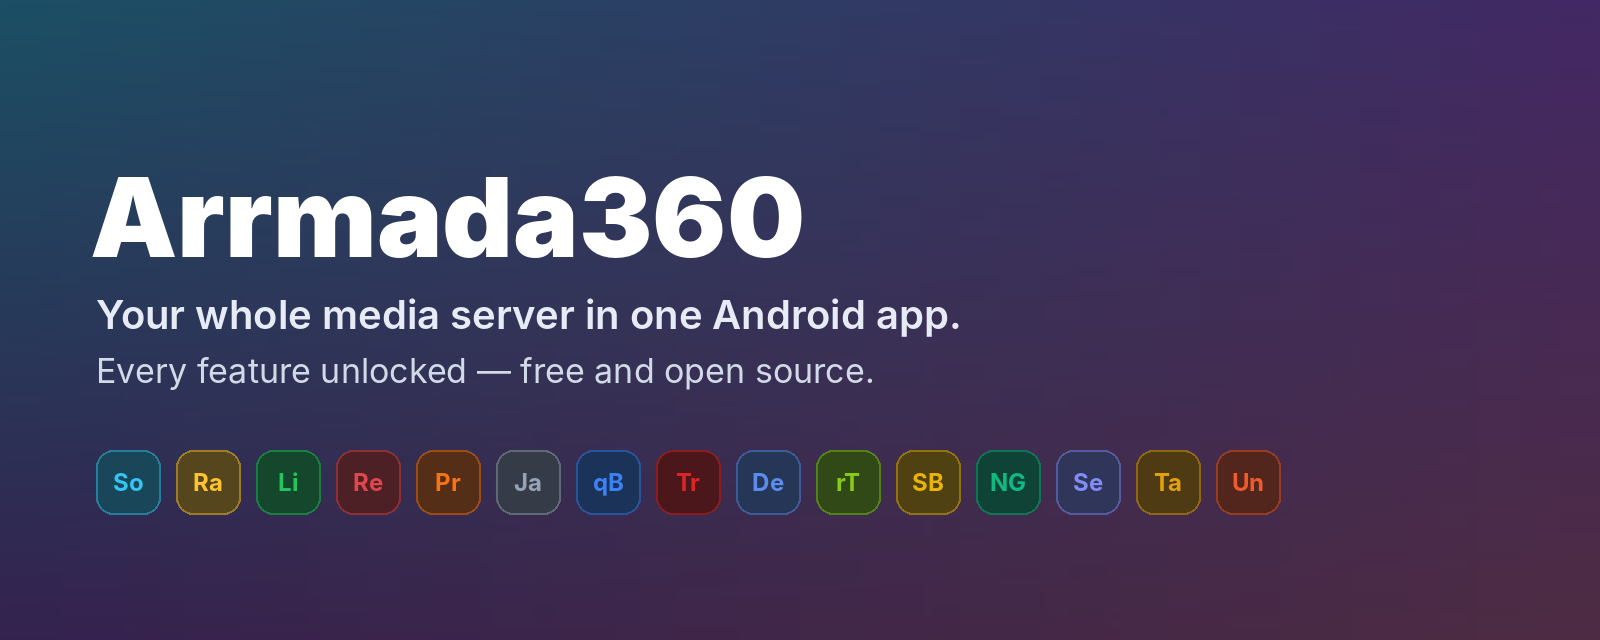 Arrmada360
Your whole media server in one Android app.
Every feature unlocked — free and open source.
So Ra Li Re Pr Ja qB Tr De rT SB NG Se Ta Un